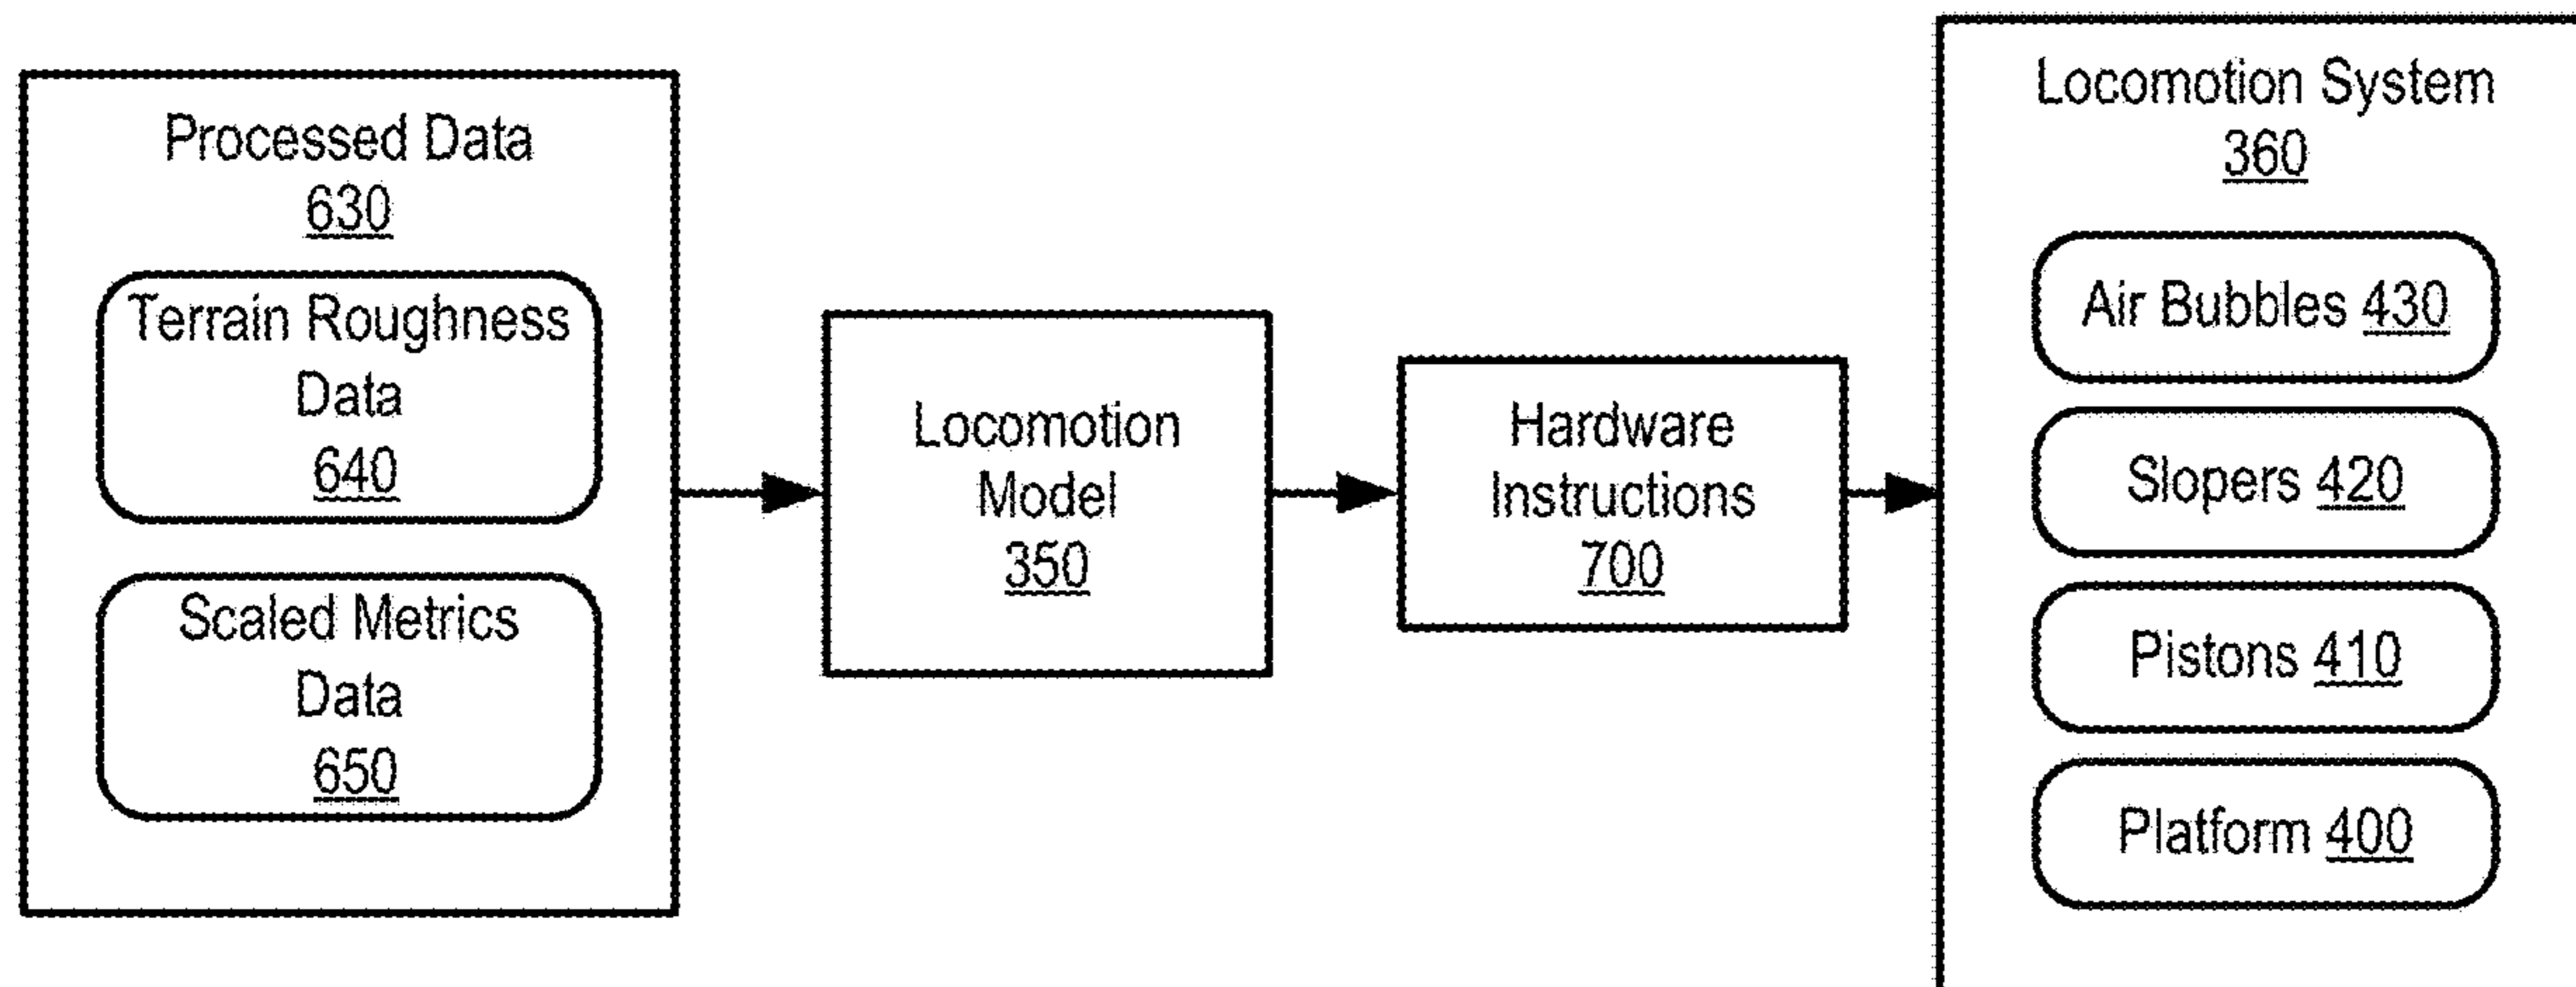 Processed Data
630
Terrain Roughness
Data
640
Scaled Metrics
Data
650
Locomotion
Model
350
Hardware
Instructions
700
Locomotion System
360
Air Bubbles 430
Slopers 420
Pistons 410
Platform 400